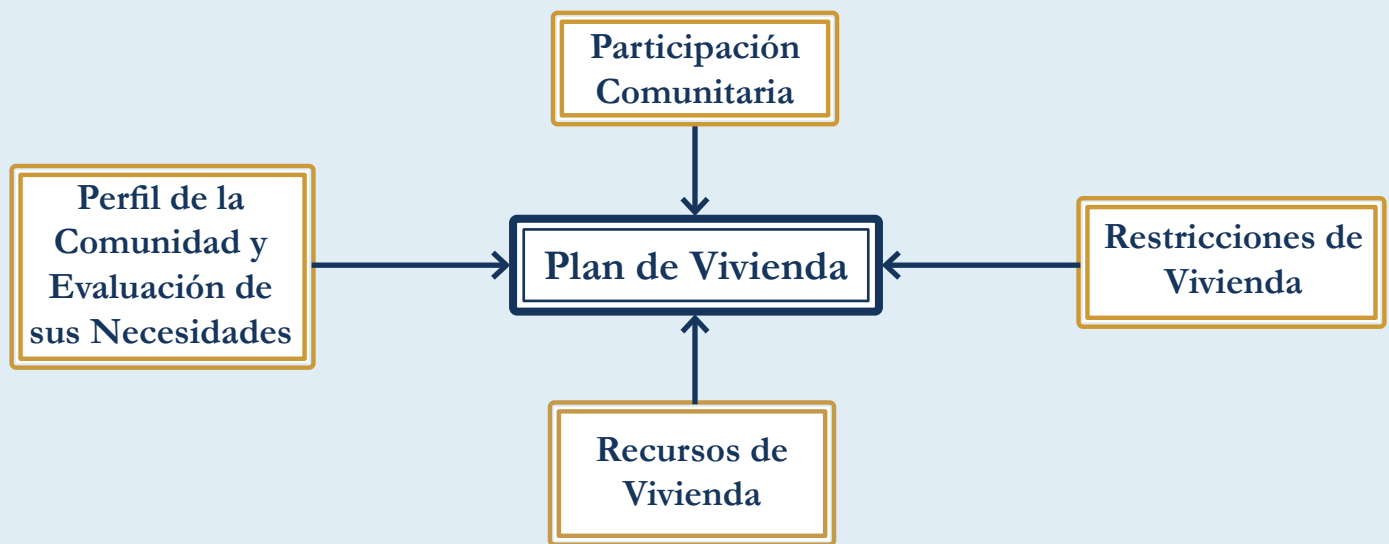 Participación
Comunitaria
Perfil de la
Comunidad y
Evaluación de
sus Necesidades
Plan de Vivienda
Restricciones de
Vivienda
Recursos de
Vivienda